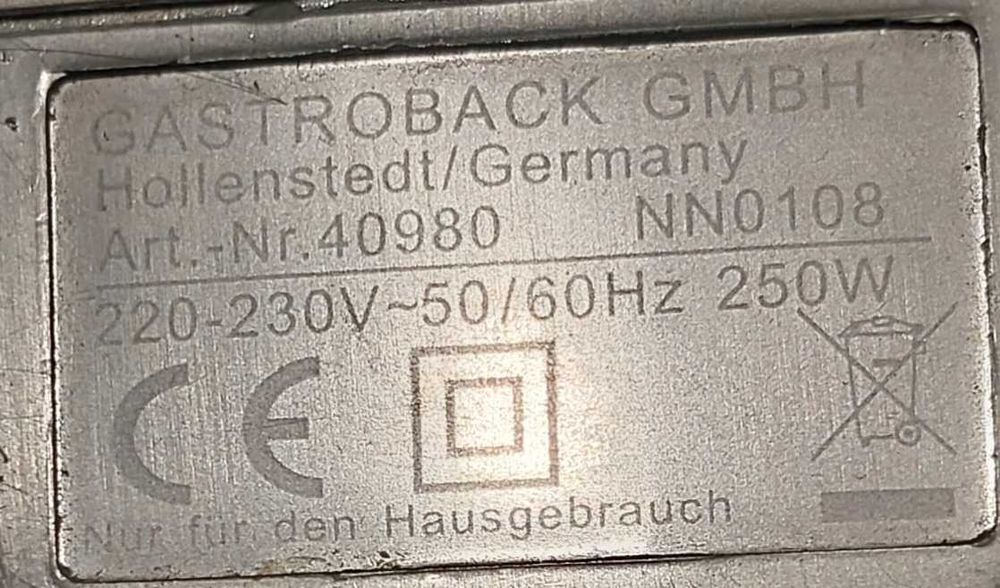 GASTROBACK GMBH
Hollenstedt/Germany
Art.-Nr.40980 NN0108
220-230V~50/60Hz 250W
CE
Nur für den Hausgebrauch